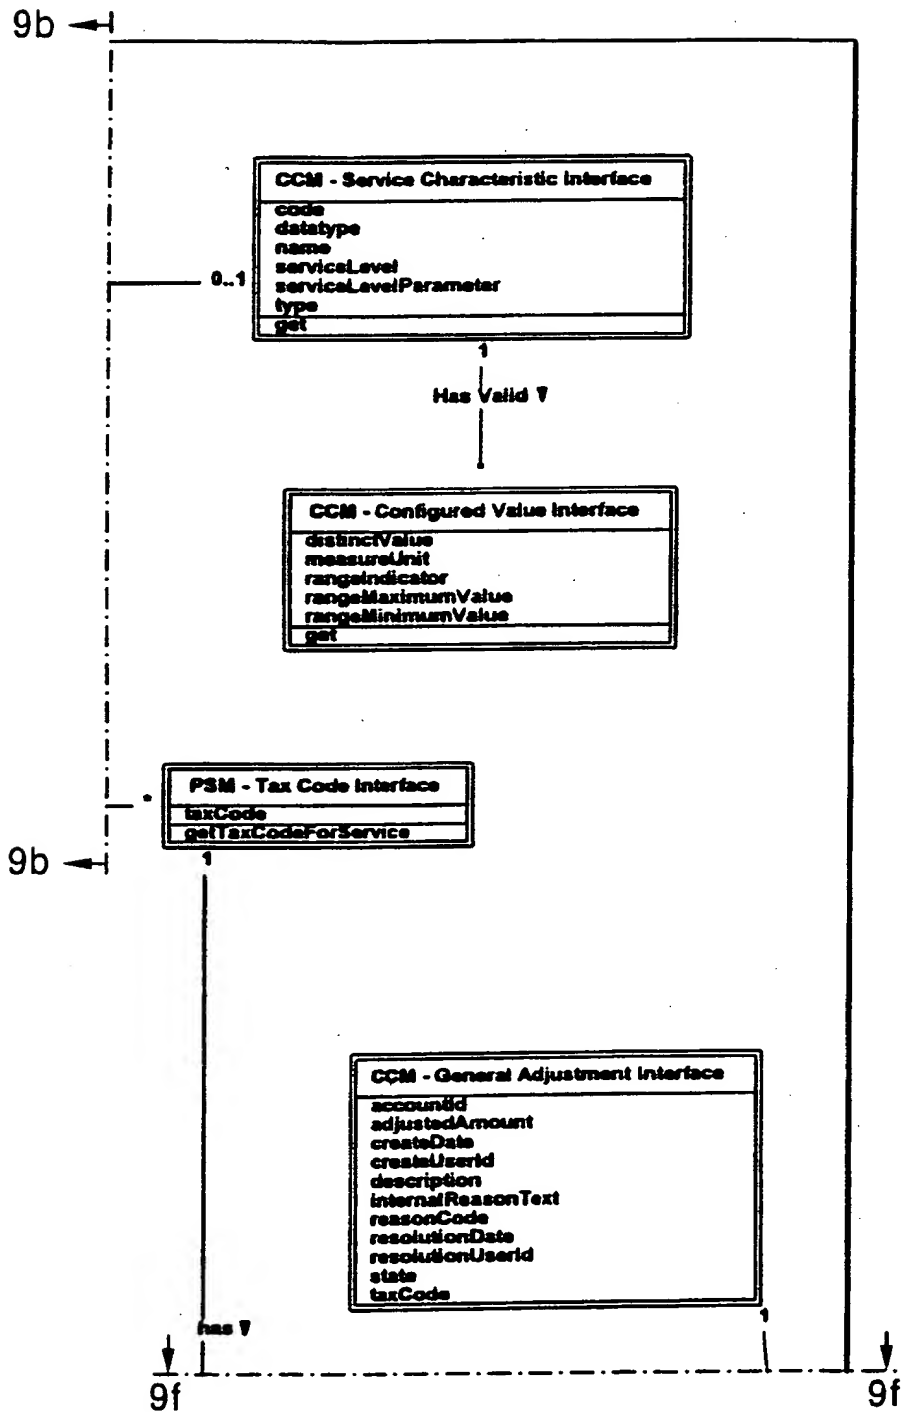 9b
CCM - Service Characteristic Interface
code
datatype
name
serviceLevel
serviceLevelParameter
type
get
0..1
1
Has Valid ▼
*
CCM - Configured Value Interface
distinctValue
measureUnit
rangeIndicator
rangeMaximumValue
rangeMinimumValue
get
PSM - Tax Code Interface
taxCode
getTaxCodeForService
*
9b
1
CCM - General Adjustment Interface
accountId
adjustedAmount
createDate
createUserId
description
internalReasonText
reasonCode
resolutionDate
resolutionUserId
state
taxCode
1
has ▼
9f
9f